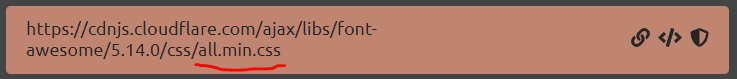 https://cdnjs.cloudflare.com/ajax/libs/font-
awesome/5.14.0/css/all.min.css